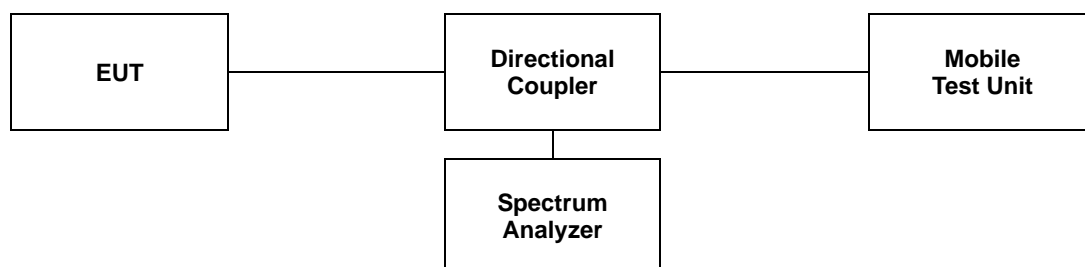 EUT
Directional
Coupler
Mobile
Test Unit
Spectrum
Analyzer